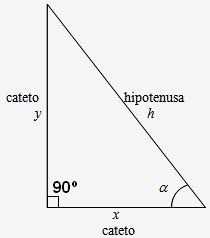 cateto
y
hipotenusa
h
90º
α
x
cateto